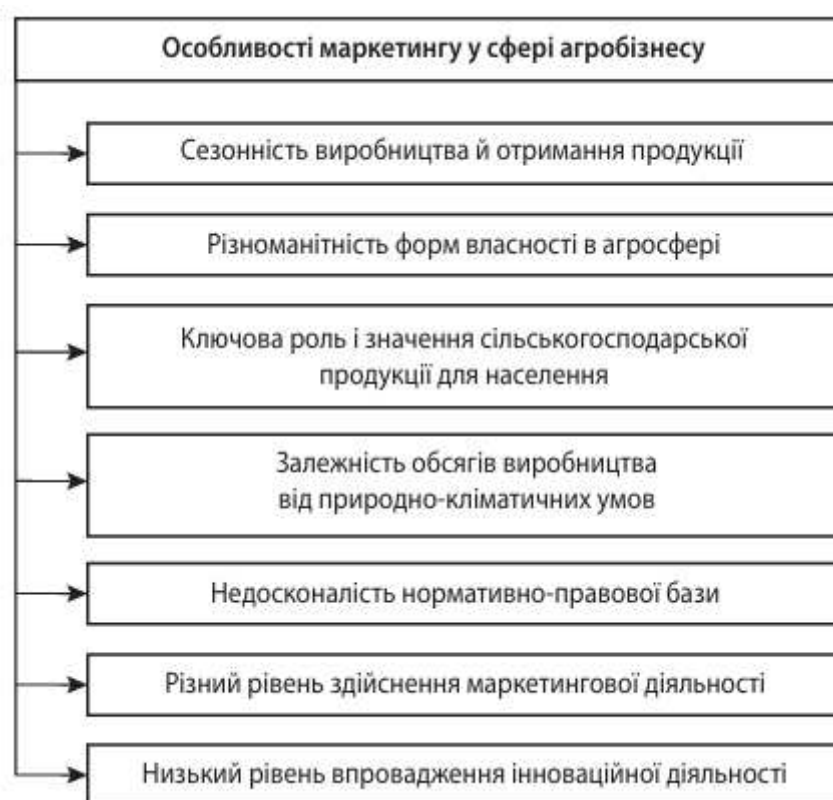 Особливості маркетингу у сфері агробізнесу
Сезонність виробництва й отримання продукції
Різноманітність форм власності в агросфері
Ключова роль і значення сільськогосподарської
продукції для населення
Залежність обсягів виробництва
від природно-кліматичних умов
Недосконалість нормативно-правової бази
Різний рівень здійснення маркетингової діяльності
Низький рівень впровадження інноваційної діяльності